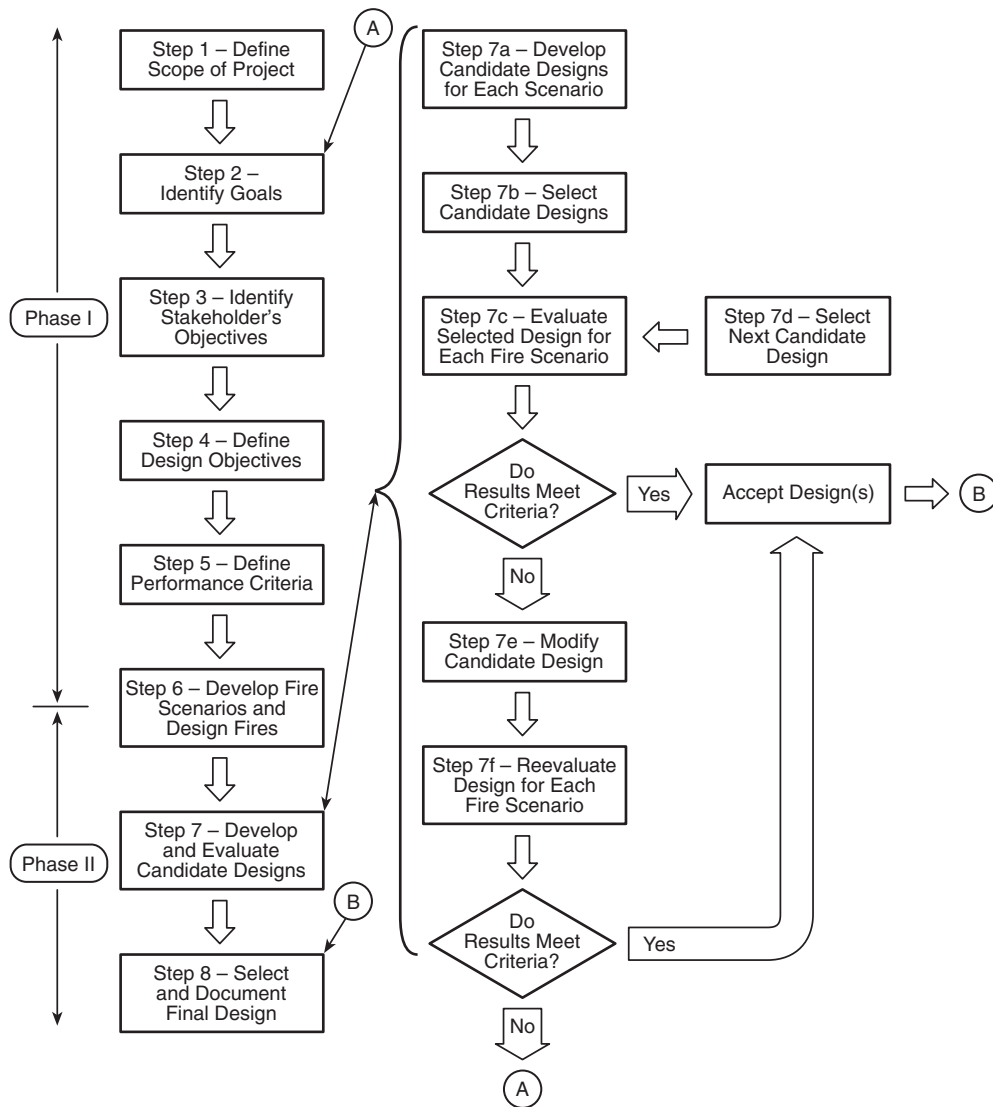 Step 1 – Define
Scope of Project
A
Step 2 –
Identify Goals
Step 3 – Identify
Stakeholder's
Objectives
Phase I
Step 4 – Define
Design Objectives
Step 5 – Define
Performance Criteria
Step 6 – Develop Fire
Scenarios and
Design Fires
Step 7 – Develop
and Evaluate
Candidate Designs
Phase II
B
Step 8 – Select
and Document
Final Design
Step 7a – Develop
Candidate Designs
for Each Scenario
Step 7b – Select
Candidate Designs
Step 7c – Evaluate
Selected Design for
Each Fire Scenario
Step 7d – Select
Next Candidate
Design
Do
Results Meet
Criteria?
Yes
Accept Design(s)
B
No
Step 7e – Modify
Candidate Design
Step 7f – Reevaluate
Design for Each
Fire Scenario
Do
Results Meet
Criteria?
Yes
No
A